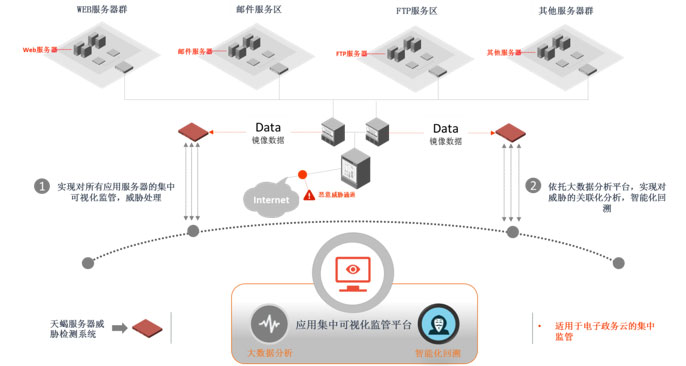 WEB服务器群
邮件服务区
FTP服务区
其他服务器群
Web服务器
邮件服务器
FTP服务器
其他服务器
Data
镜像数据
Data
镜像数据
1
实现对所有应用服务器的集中
可视化监管，威胁处理
Internet
恶意威胁涌进
2
依托大数据分析平台，实现对
威胁的关联化分析，智能化回
溯
天蝎服务器威
胁检测系统
应用集中可视化监管平台
大数据分析
智能化回溯
• 适用于电子政务云的集中
监管